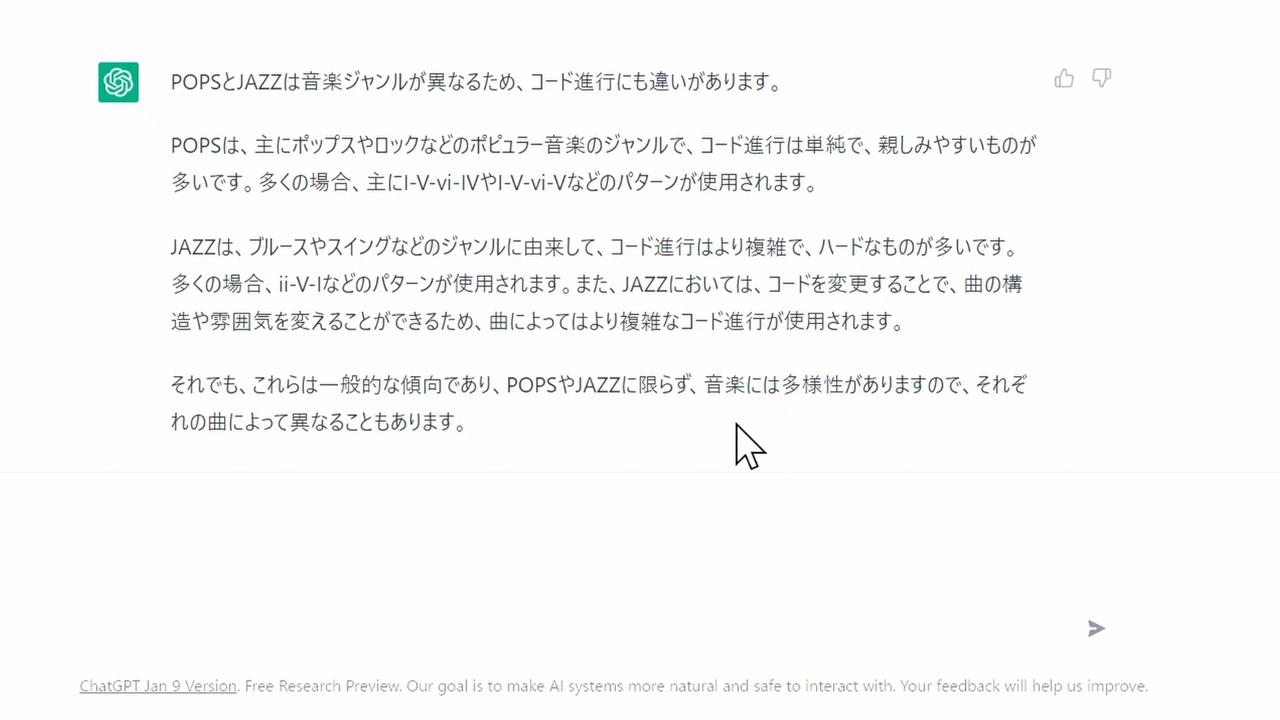 POPSとJAZZは音楽ジャンルが異なるため、コード進行にも違いがあります。
POPSは、主にポップスやロックなどのポピュラー音楽のジャンルで、コード進行は単純で、親しみやすいものが
多いです。多くの場合、主にI-V-vi-IVやI-V-vi-Vなどのパターンが使用されます。
JAZZは、ブルースやスイングなどのジャンルに由来して、コード進行はより複雑で、ハードなものが多いです。
多くの場合、ii-V-Iなどのパターンが使用されます。また、JAZZにおいては、コードを変更することで、曲の構
造や雰囲気を変えることができるため、曲によってはより複雑なコード進行が使用されます。
それでも、これらは一般的な傾向であり、POPSやJAZZに限らず、音楽には多様性がありますので、それぞ
れの曲によって異なることもあります。
ChatGPT Jan 9 Version. Free Research Preview. Our goal is to make AI systems more natural and safe to interact with. Your feedback will help us improve.